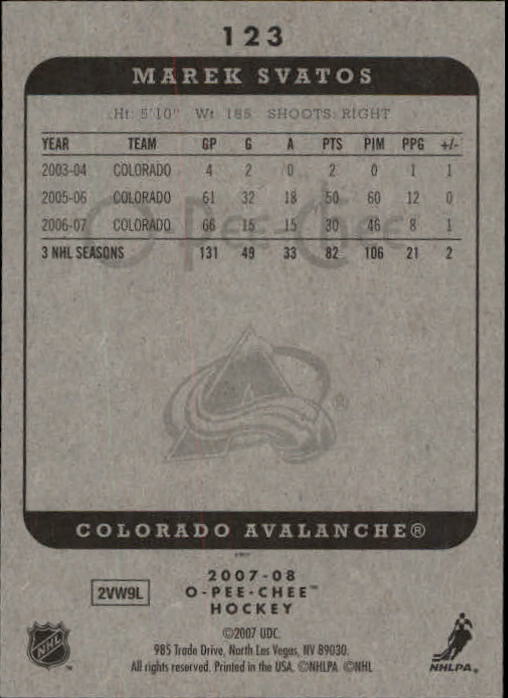 123
MAREK SVATOS
Ht: 5'10" Wt: 185 SHOOTS: RIGHT
YEAR TEAM GP G A PTS PIM PPG +/-
2003-04 COLORADO 4 2 0 2 0 1 1
2005-06 COLORADO 61 32 18 50 60 12 0
2006-07 COLORADO 66 15 15 30 46 8 1
O-Pee-Chee
3 NHL SEASONS 131 49 33 82 106 21 2
®
COLORADO AVALANCHE®
2007-08
2VW9L O-PEE-CHEE™
HOCKEY
©2007 UDC.
985 Trade Drive, North Las Vegas, NV 89030.
All rights reserved. Printed in the USA. ©NHLPA ©NHL
NHL ™
NHLPA®